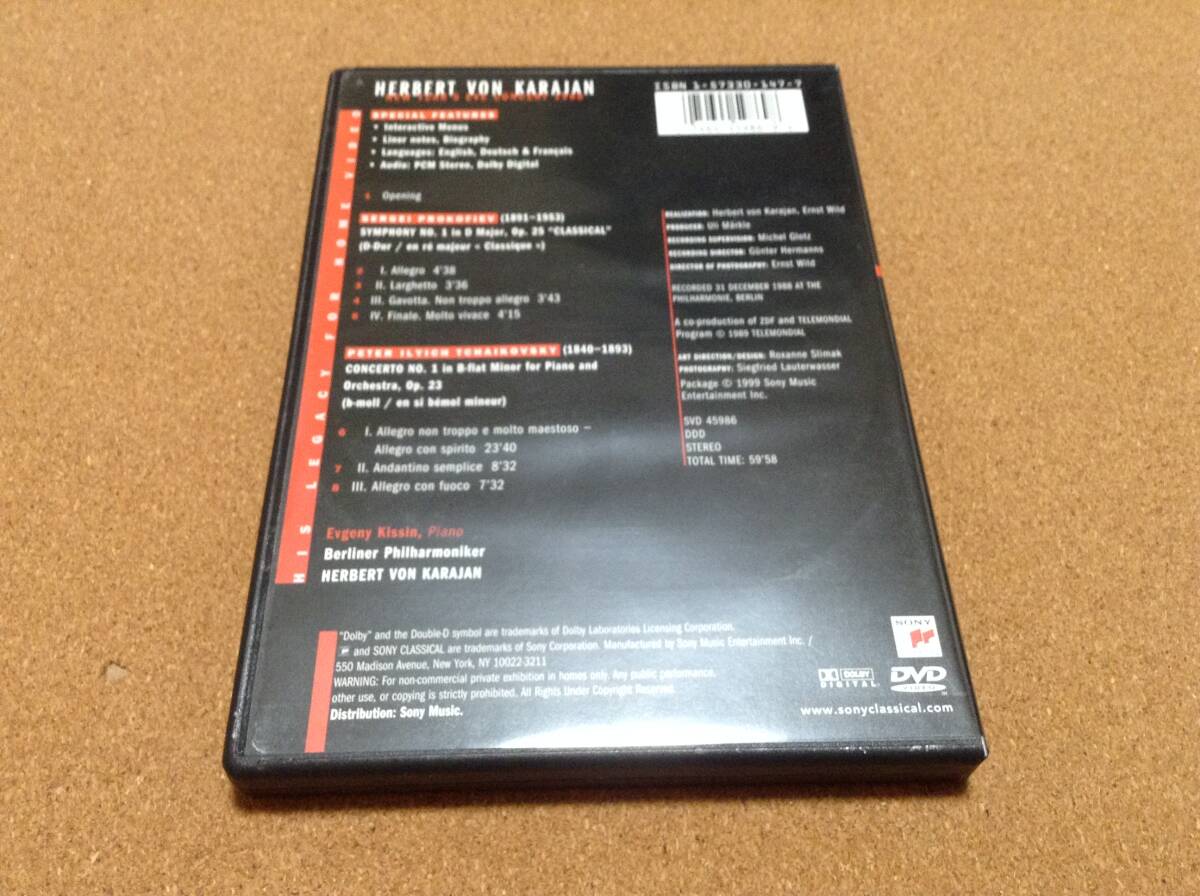 HERBERT VON KARAJAN
NEW YEAR'S EVE CONCERT 1988
ISBN 1-57330-147-7
HIS LEGACY FOR HOME VIDEO
SPECIAL FEATURES
• Interactive Menus
• Liner notes, Biography
• Languages: English, Deutsch & Français
• Audio: PCM Stereo, Dolby Digital
1 Opening
SERGEI PROKOFIEV (1891–1953)
SYMPHONY NO. 1 in D Major, Op. 25 "CLASSICAL"
(D-Dur / en ré majeur « Classique »)
2 I. Allegro 4'38
3 II. Larghetto 3'36
4 III. Gavotta. Non troppo allegro 3'43
5 IV. Finale. Molto vivace 4'15
PETER ILYICH TCHAIKOVSKY (1840–1893)
CONCERTO NO. 1 in B-flat Minor for Piano and
Orchestra, Op. 23
(b-moll / en si bémol mineur)
6 I. Allegro non troppo e molto maestoso –
Allegro con spirito 23'40
7 II. Andantino semplice 8'32
8 III. Allegro con fuoco 7'32
Evgeny Kissin, Piano
Berliner Philharmoniker
HERBERT VON KARAJAN
REALIZATION: Herbert von Karajan, Ernst Wild
PRODUCER: Uli Märkle
RECORDING SUPERVISION: Michel Glotz
RECORDING DIRECTOR: Günter Hermanns
DIRECTOR OF PHOTOGRAPHY: Ernst Wild
RECORDED 31 DECEMBER 1988 AT THE
PHILHARMONIE, BERLIN
A co-production of ZDF and TELEMONDIAL
Program © 1989 TELEMONDIAL
ART DIRECTION/DESIGN: Roxanne Slimak
PHOTOGRAPHY: Siegfried Lauterwasser
Package © 1999 Sony Music
Entertainment Inc.
SVD 45986
DDD
STEREO
TOTAL TIME: 59'58
"Dolby" and the Double-D symbol are trademarks of Dolby Laboratories Licensing Corporation.
and SONY CLASSICAL are trademarks of Sony Corporation. Manufactured by Sony Music Entertainment Inc. /
550 Madison Avenue, New York, NY 10022-3211
WARNING: For non-commercial private exhibition in homes only. Any public performance,
other use, or copying is strictly prohibited. All Rights Under Copyright Reserved.
Distribution: Sony Music.
SONY
DOLBY
DIGITAL
DVD
VIDEO
™
www.sonyclassical.com